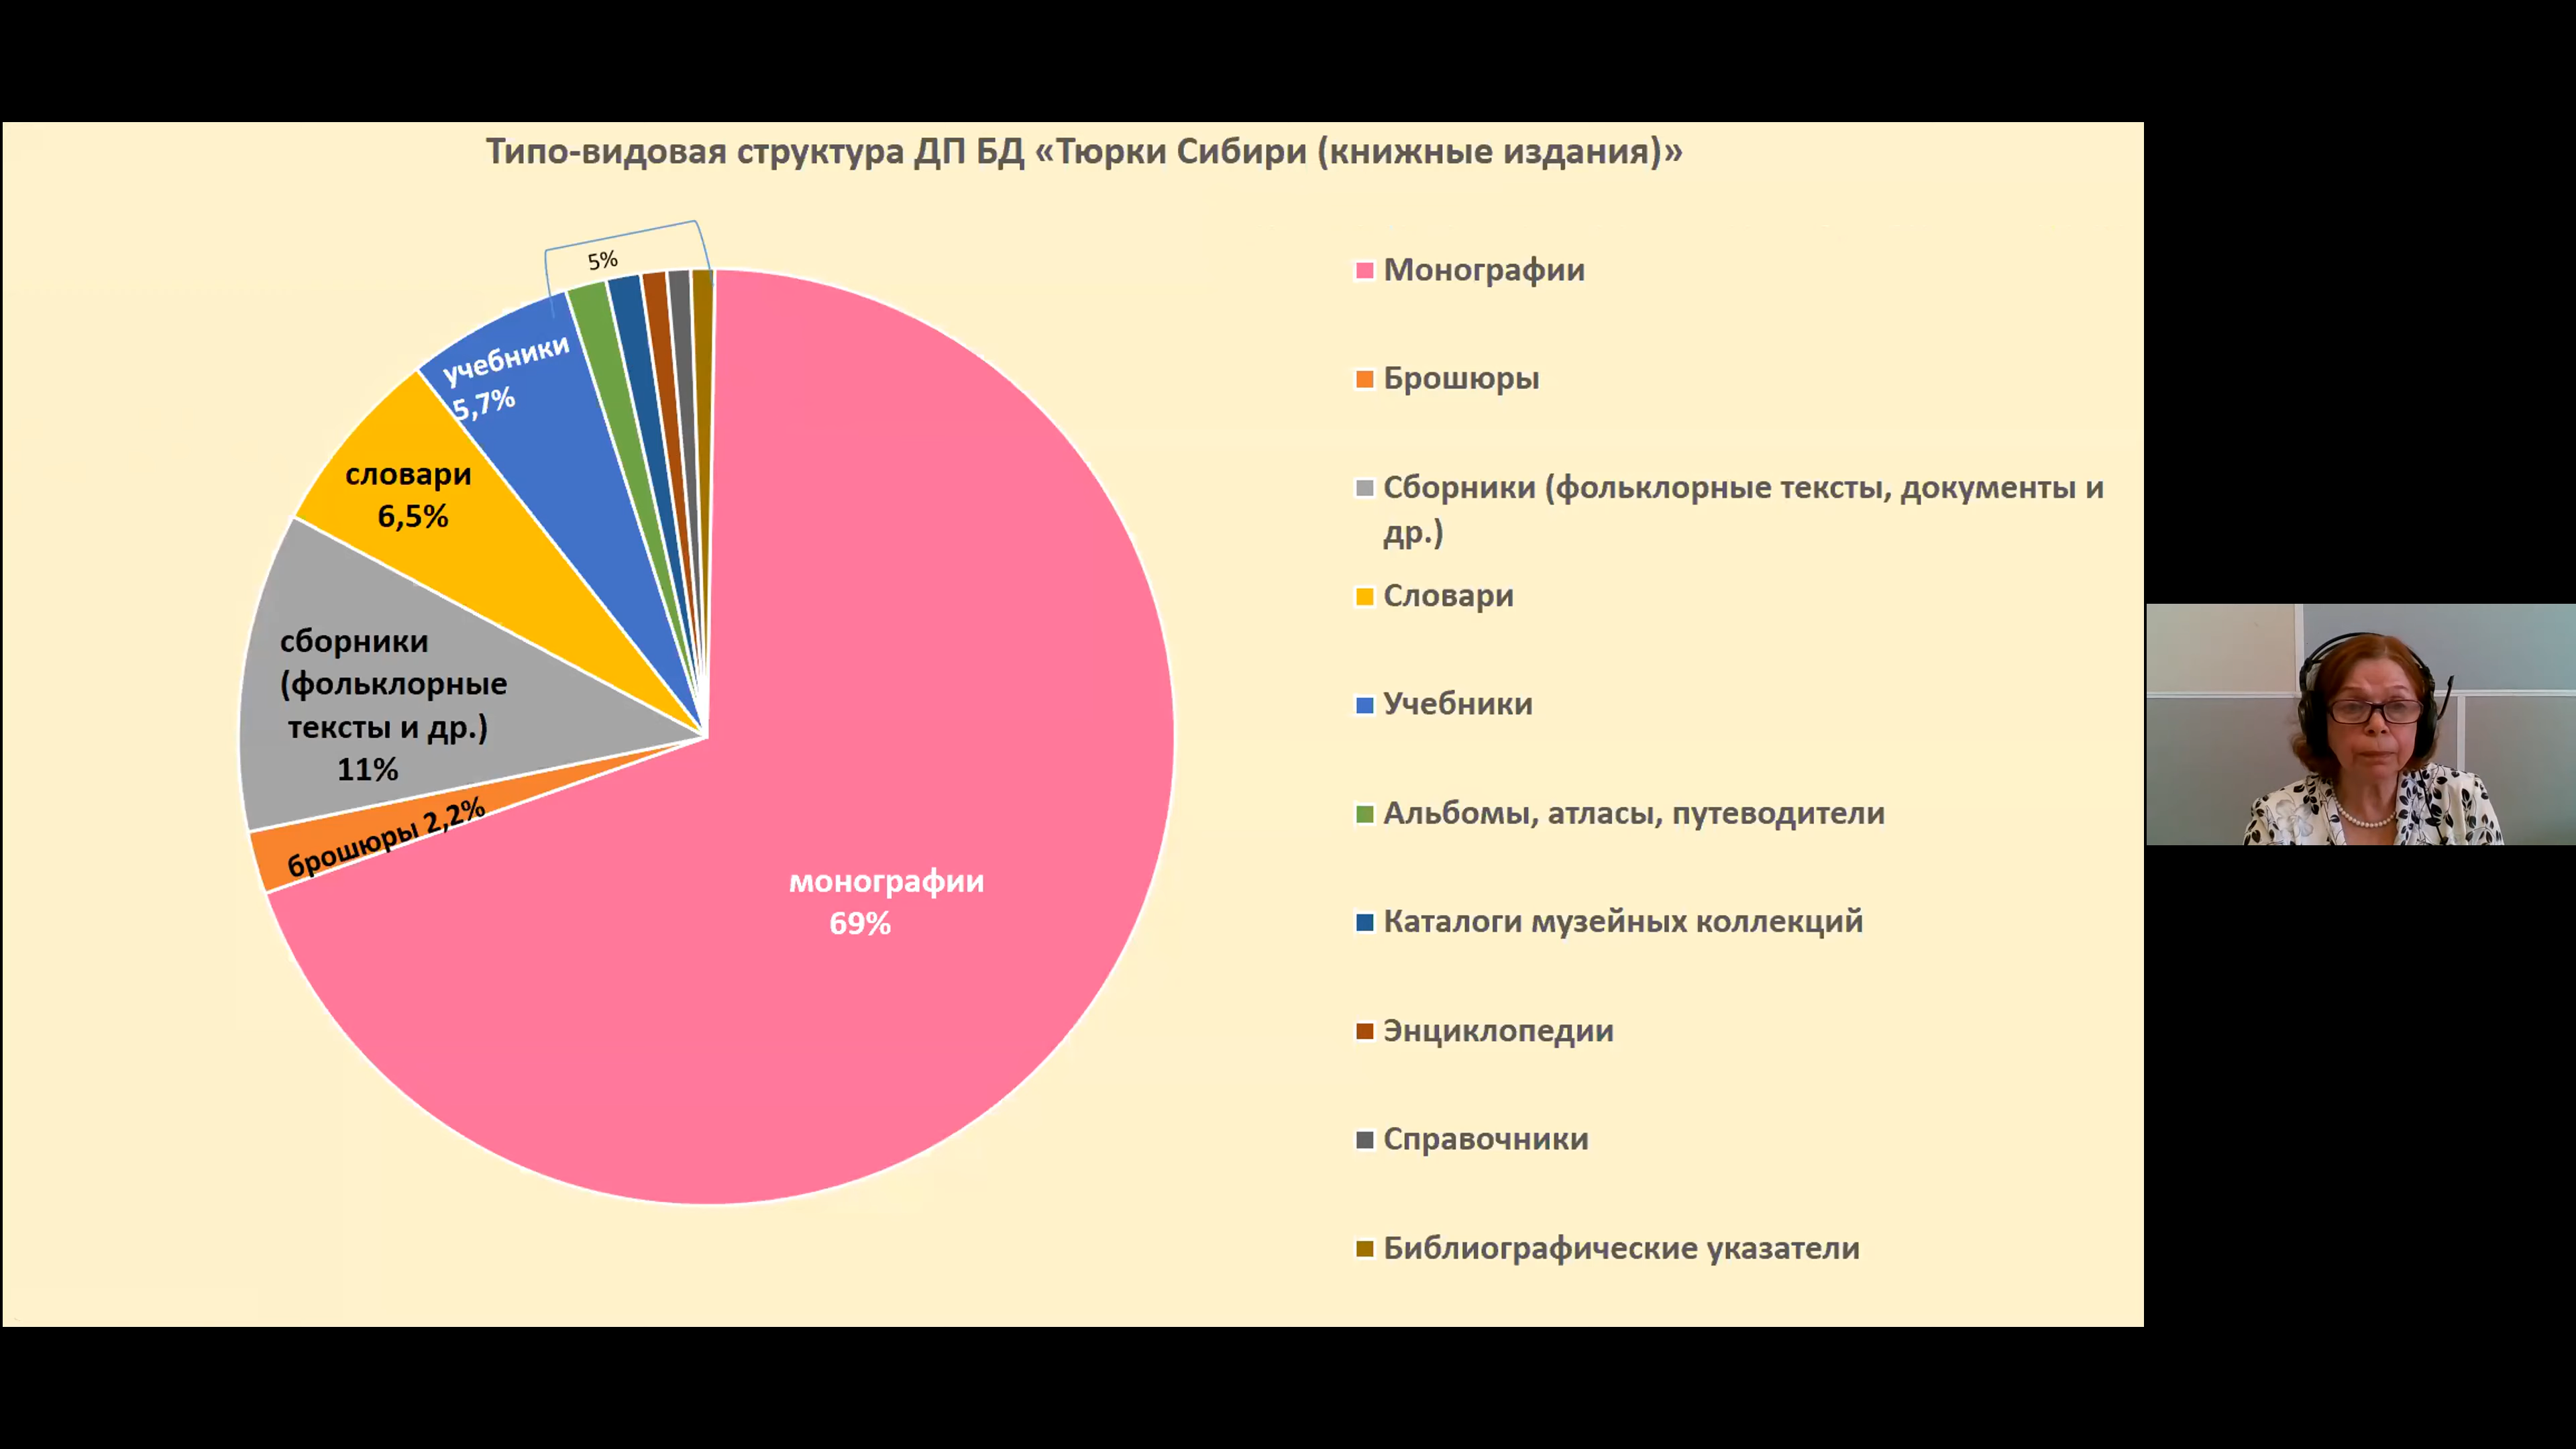 Типо-видовая структура ДП БД «Тюрки Сибири (книжные издания)»
5%
учебники
5,7%
словари
6,5%
сборники
(фольклорные
тексты и др.)
11%
брошюры 2,2%
монографии
69%
Монографии
Брошюры
Сборники (фольклорные тексты, документы и
др.)
Словари
Учебники
Альбомы, атласы, путеводители
Каталоги музейных коллекций
Энциклопедии
Справочники
Библиографические указатели